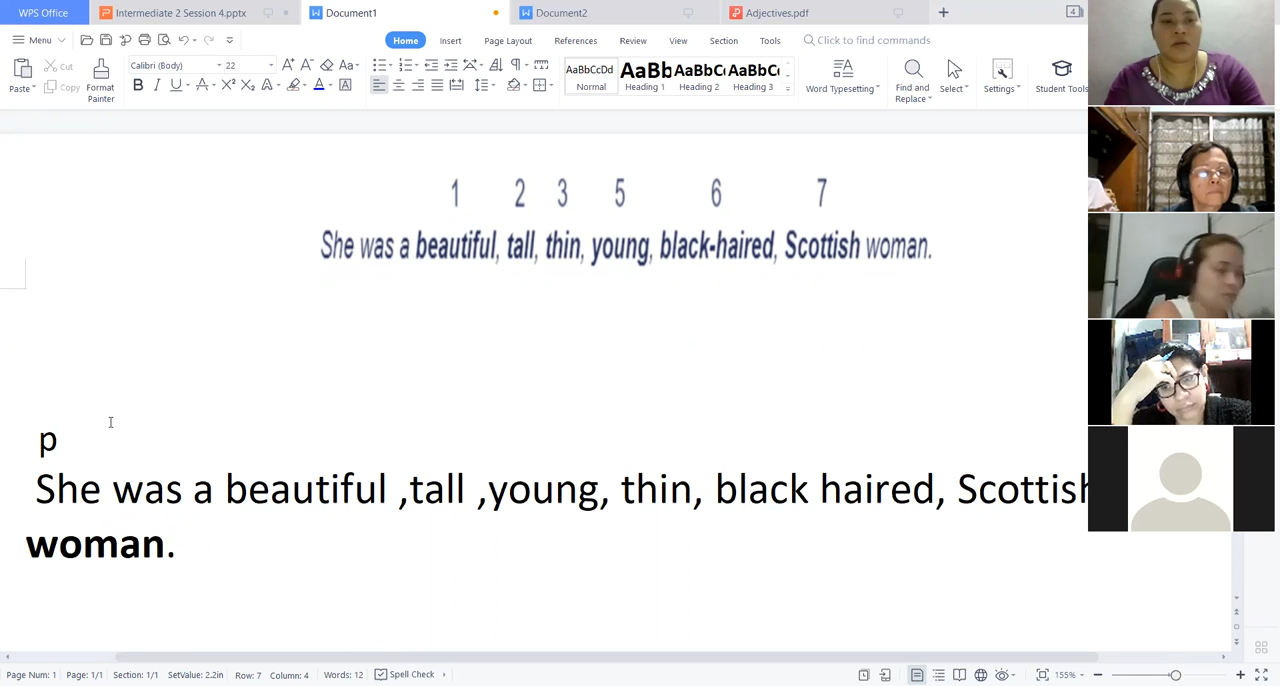 WPS Office
Intermediate 2 Session 4.pptx
Document1
Document2
Adjectives.pdf
4
Menu
Home
Insert
Page Layout
References
Review
View
Section
Tools
Click to find commands
Paste
Cut
Copy
Format Painter
Calibri (Body)
22
AaBbCcDd
Normal
AaBb
Heading 1
AaBbC
Heading 2
AaBbC
Heading 3
Word Typesetting
Find and Replace
Select
Settings
Student Tools
1 2 3 5 6 7
She was a beautiful, tall, thin, young, black-haired, Scottish woman.
p
She was a beautiful ,tall ,young, thin, black haired, Scottish
woman.
Page Num: 1 Page: 1/1 Section: 1/1 SetValue: 2.2in Row: 7 Column: 4 Words: 12 Spell Check 155%